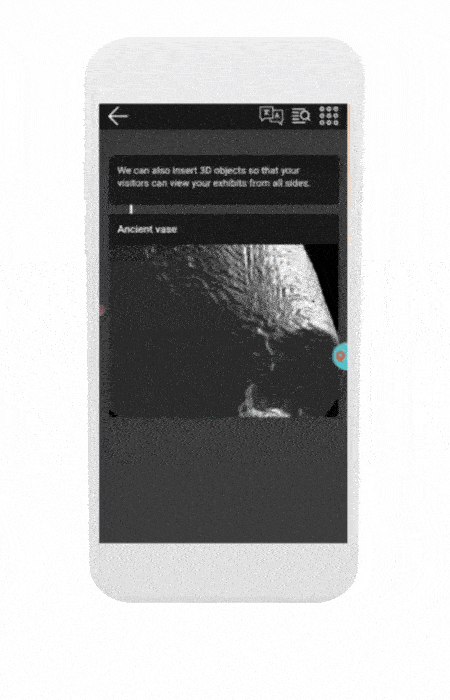 We can also insert 3D objects so that your
visitors can view your exhibits from all sides.
Ancient vase